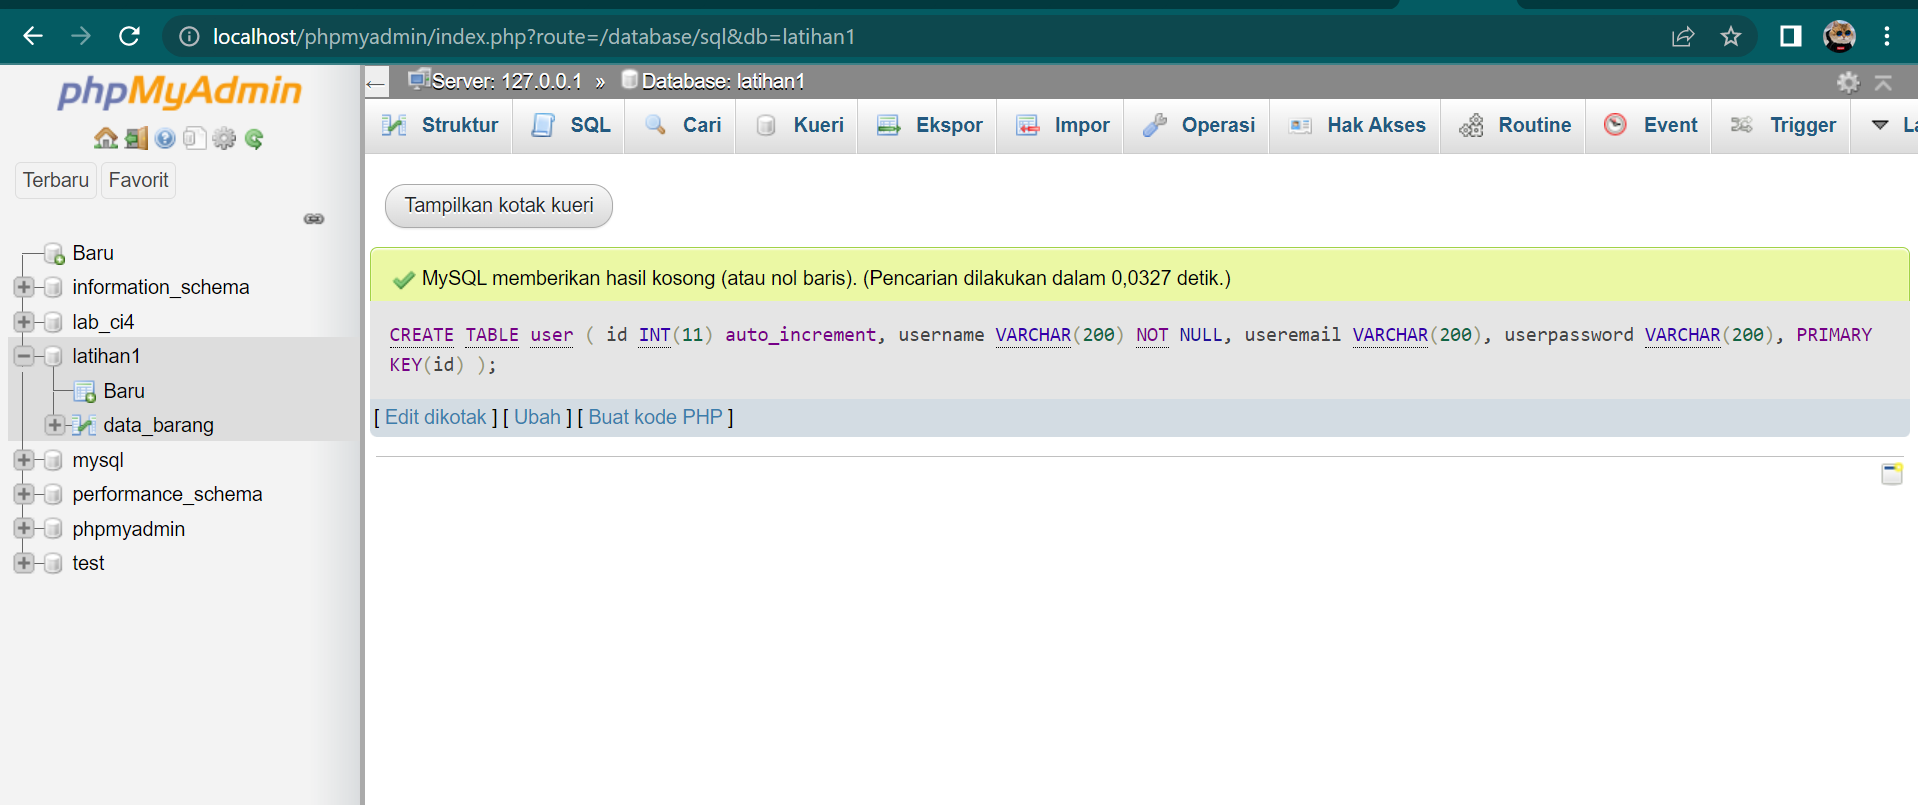 localhost/phpmyadmin/index.php?route=/database/sql&db=latihan1
phpMyAdmin
Terbaru Favorit
Baru
information_schema
lab_ci4
latihan1
Baru
data_barang
mysql
performance_schema
phpmyadmin
test
Server: 127.0.0.1 » Database: latihan1
Struktur SQL Cari Kueri Ekspor Impor Operasi Hak Akses Routine Event Trigger
Tampilkan kotak kueri
MySQL memberikan hasil kosong (atau nol baris). (Pencarian dilakukan dalam 0,0327 detik.)
CREATE TABLE user ( id INT(11) auto_increment, username VARCHAR(200) NOT NULL, useremail VARCHAR(200), userpassword VARCHAR(200), PRIMARY
KEY(id) );
[ Edit dikotak ] [ Ubah ] [ Buat kode PHP ]